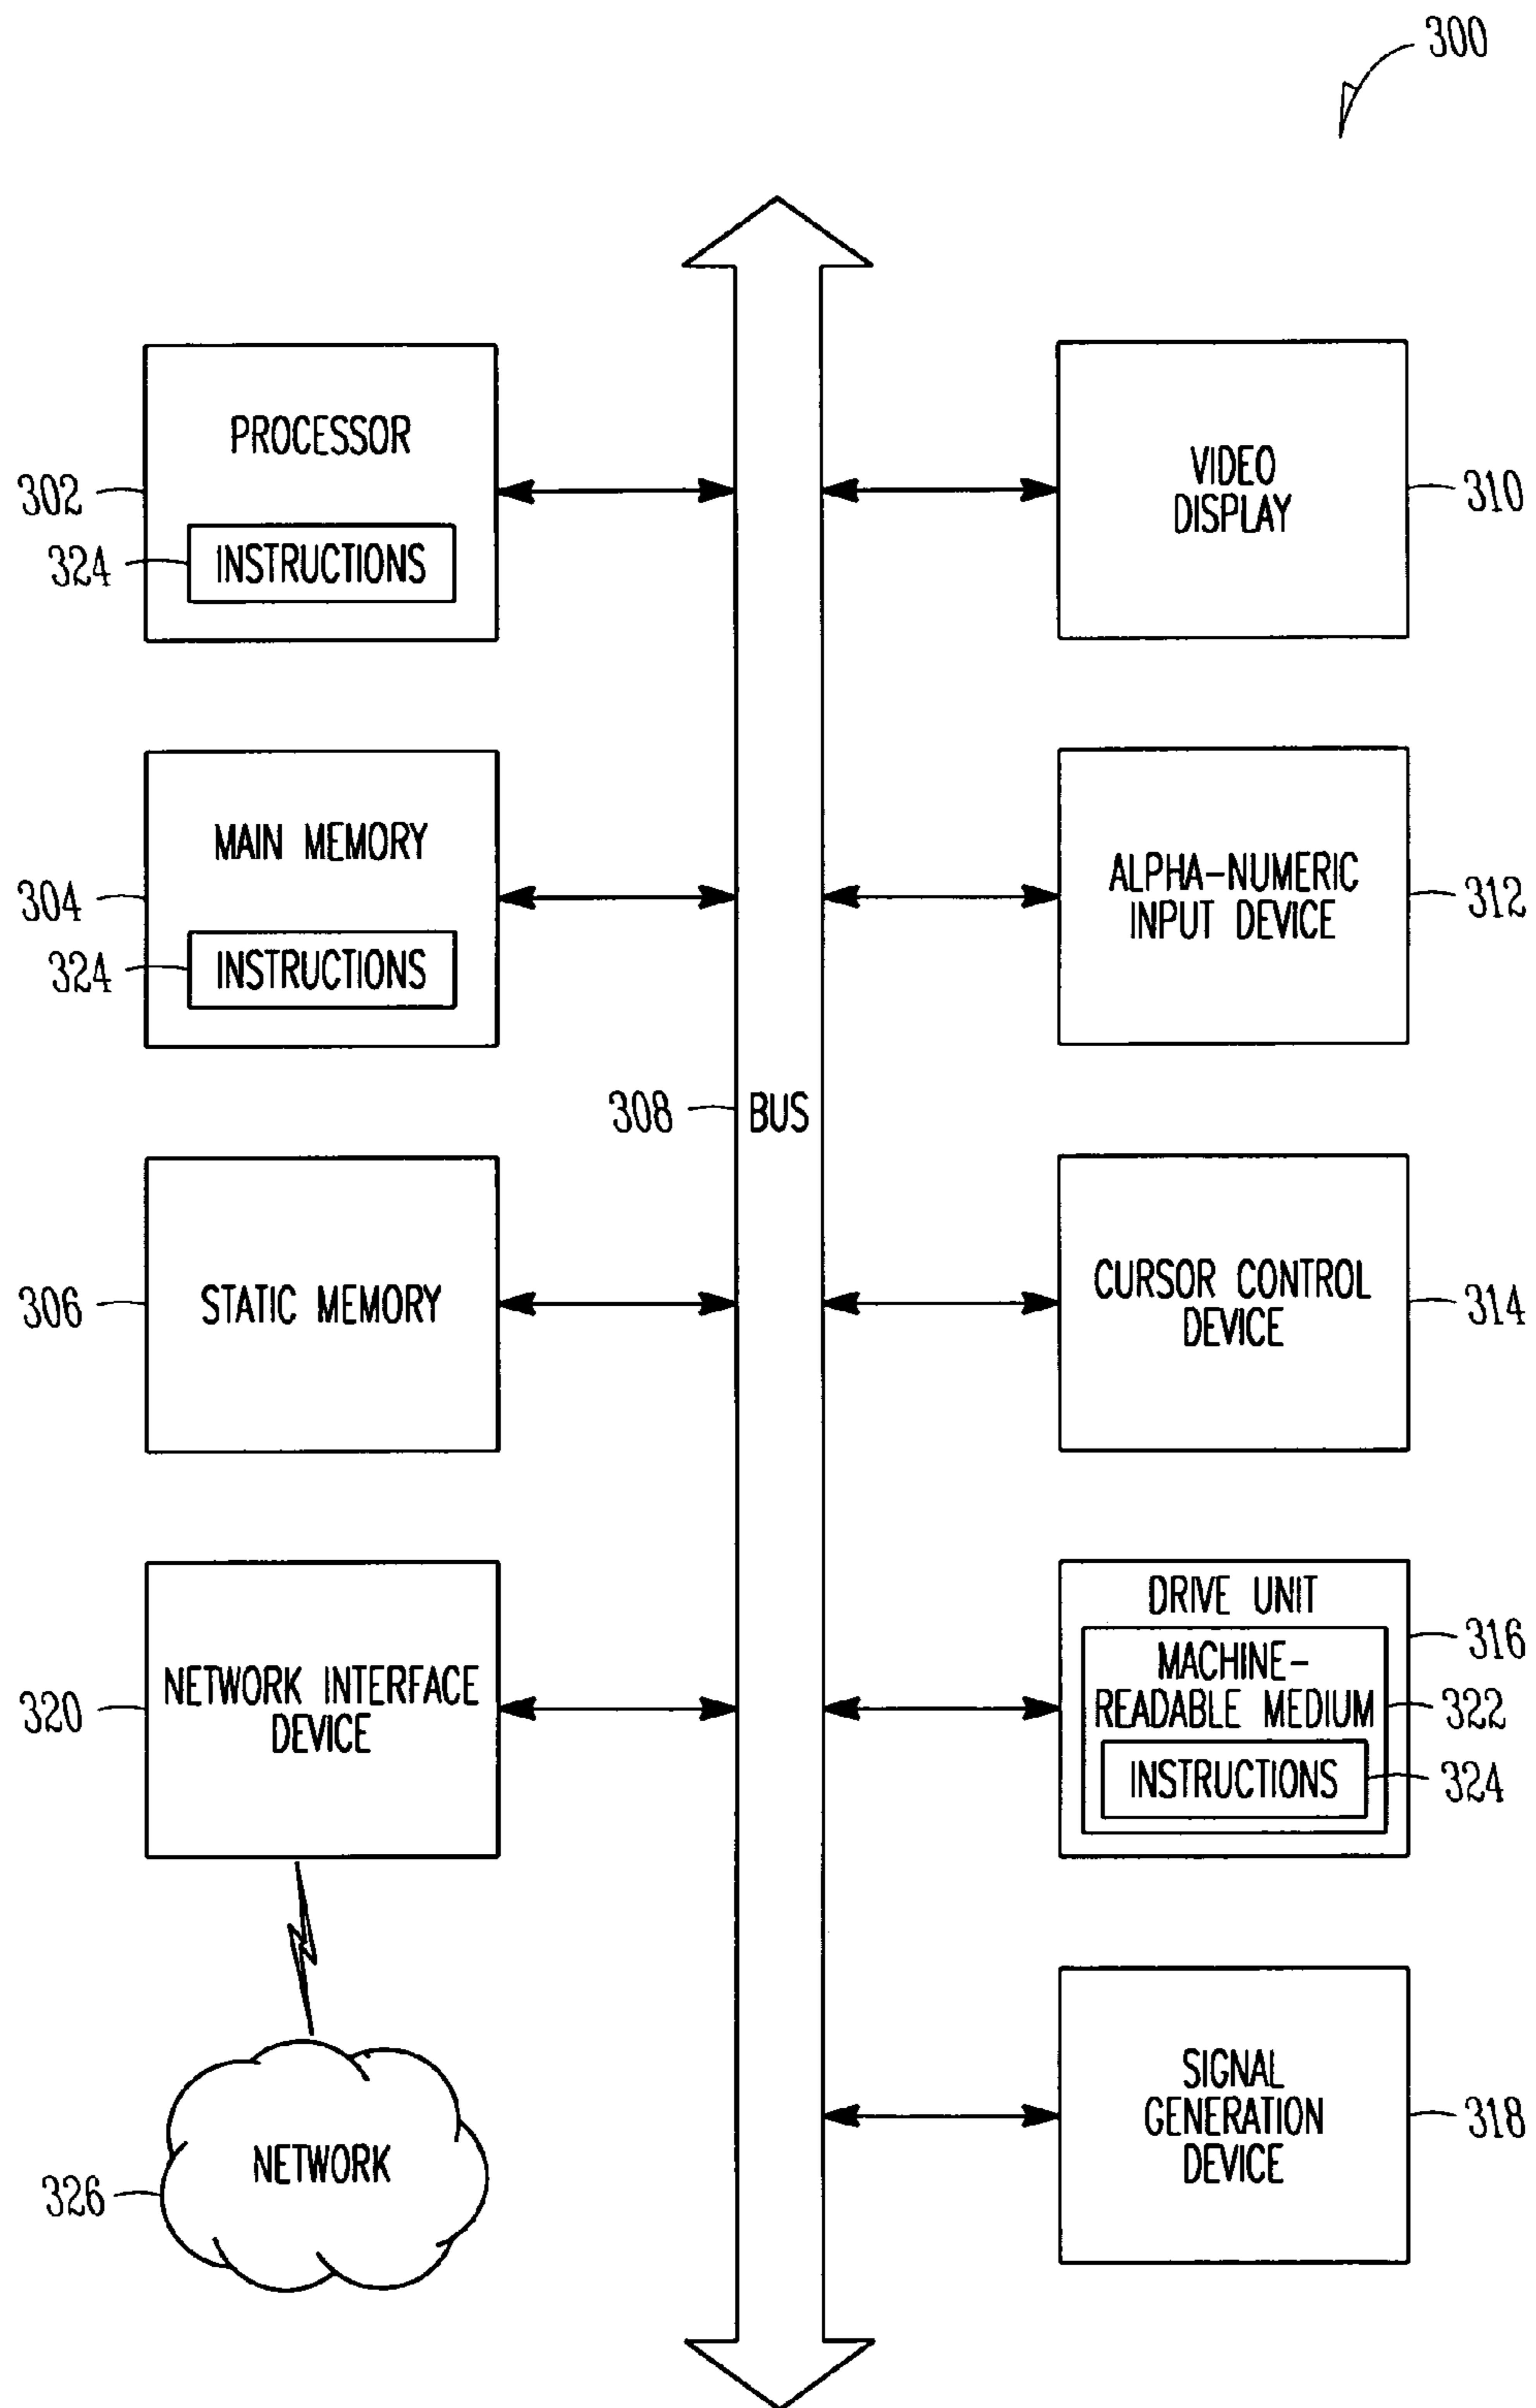 300
PROCESSOR
302
324
INSTRUCTIONS
VIDEO
DISPLAY
310
MAIN MEMORY
304
324
INSTRUCTIONS
ALPHA-NUMERIC
INPUT DEVICE
312
308
BUS
STATIC MEMORY
306
CURSOR CONTROL
DEVICE
314
NETWORK INTERFACE
DEVICE
320
DRIVE UNIT
316
MACHINE-
READABLE MEDIUM
322
INSTRUCTIONS
324
NETWORK
326
SIGNAL
GENERATION
DEVICE
318